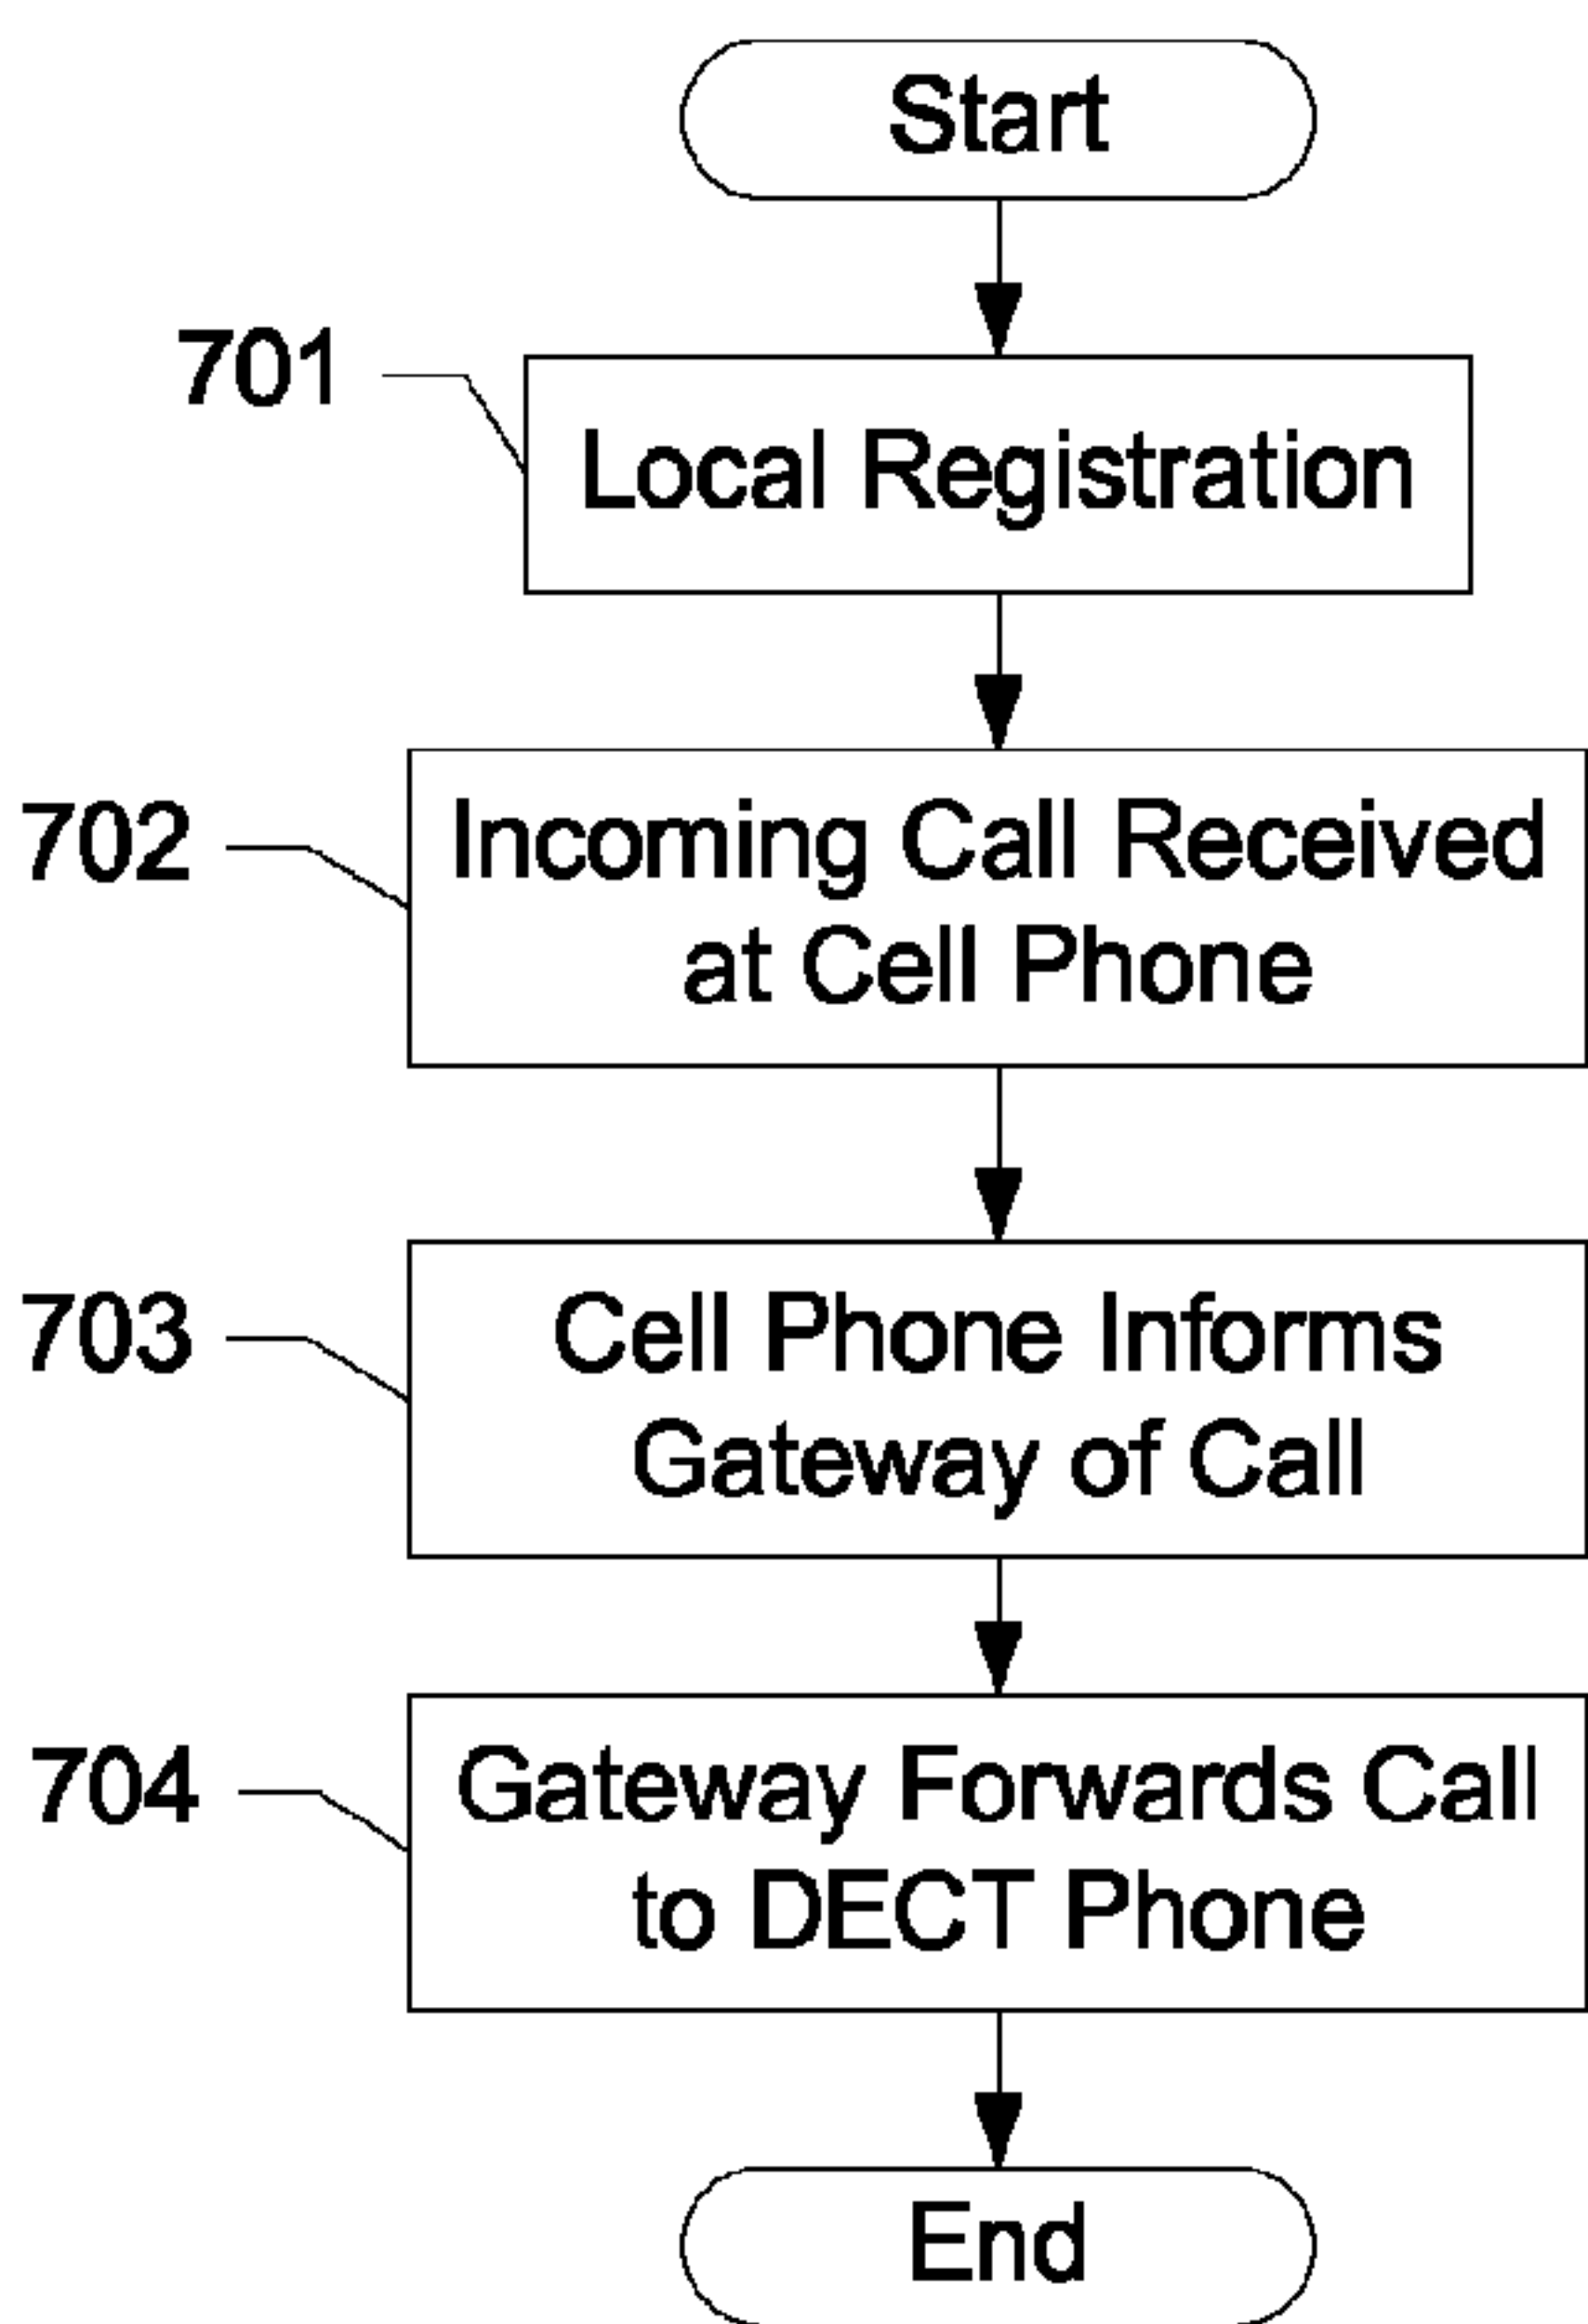 Start
701
Local Registration
702
Incoming Call Received
at Cell Phone
703
Cell Phone Informs
Gateway of Call
704
Gateway Forwards Call
to DECT Phone
End